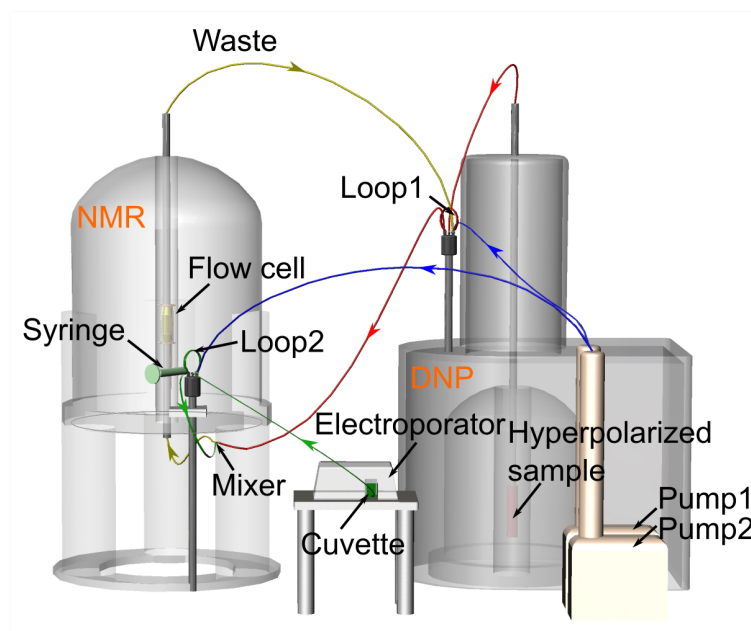 Waste
Loop1
NMR
Flow cell
Syringe
Loop2
DNP
Electroporator
Hyperpolarized
sample
Mixer
Pump1
Pump2
Cuvette